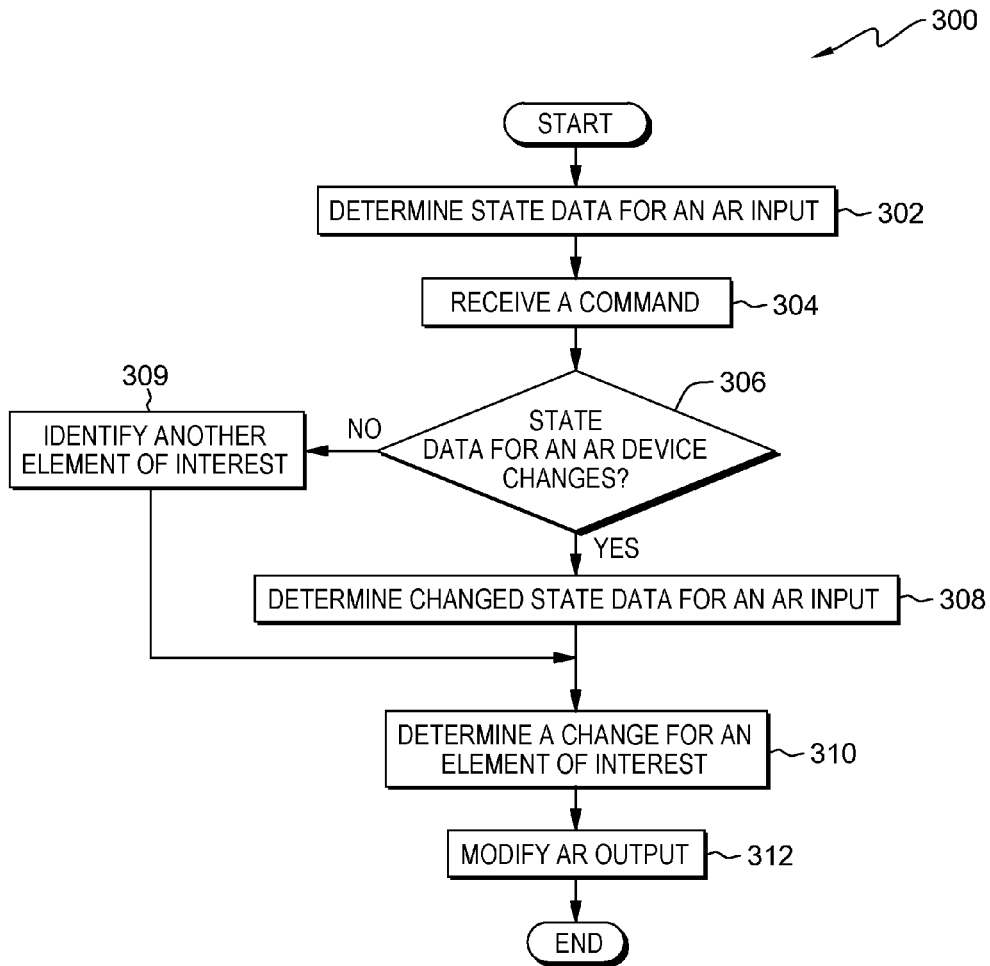 300
START
DETERMINE STATE DATA FOR AN AR INPUT
302
RECEIVE A COMMAND
304
306
STATE
DATA FOR AN AR DEVICE
CHANGES?
309
NO
IDENTIFY ANOTHER
ELEMENT OF INTEREST
YES
DETERMINE CHANGED STATE DATA FOR AN AR INPUT
308
DETERMINE A CHANGE FOR AN
ELEMENT OF INTEREST
310
MODIFY AR OUTPUT
312
END